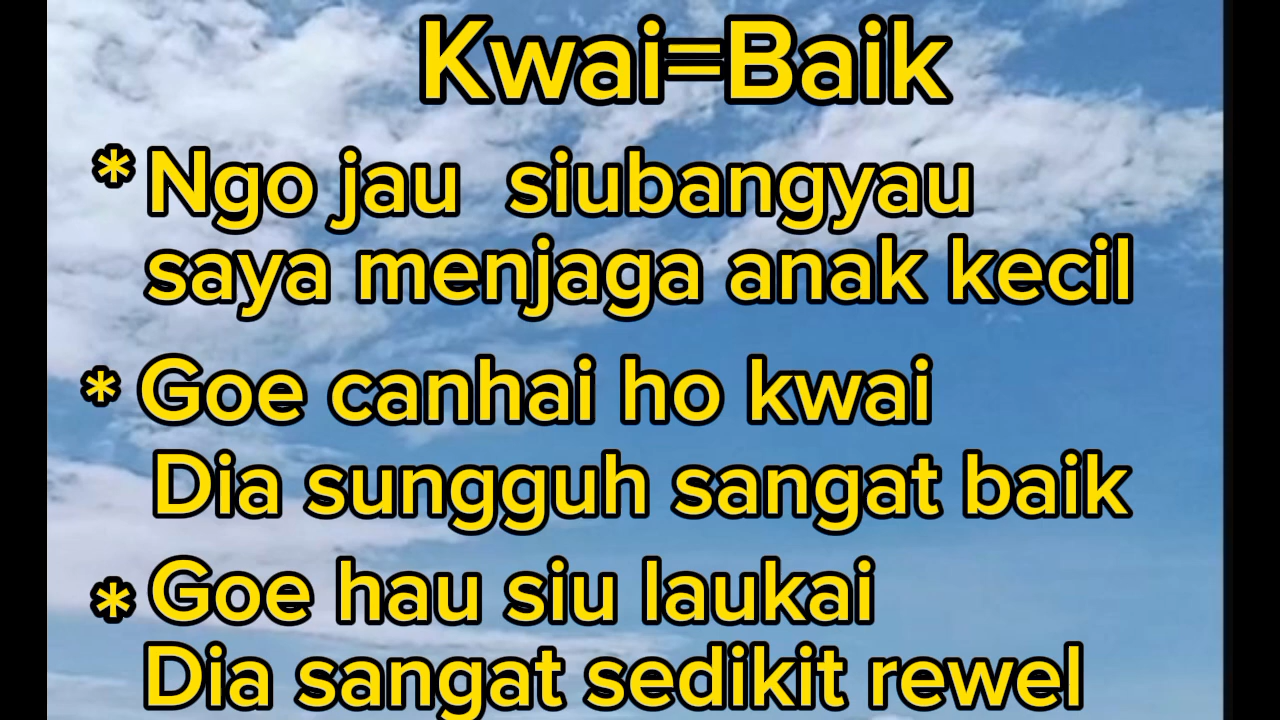 Kwai=Baik
* Ngo jau siubangyau
saya menjaga anak kecil
* Goe canhai ho kwai
Dia sungguh sangat baik
* Goe hau siu laukai
Dia sangat sedikit rewel